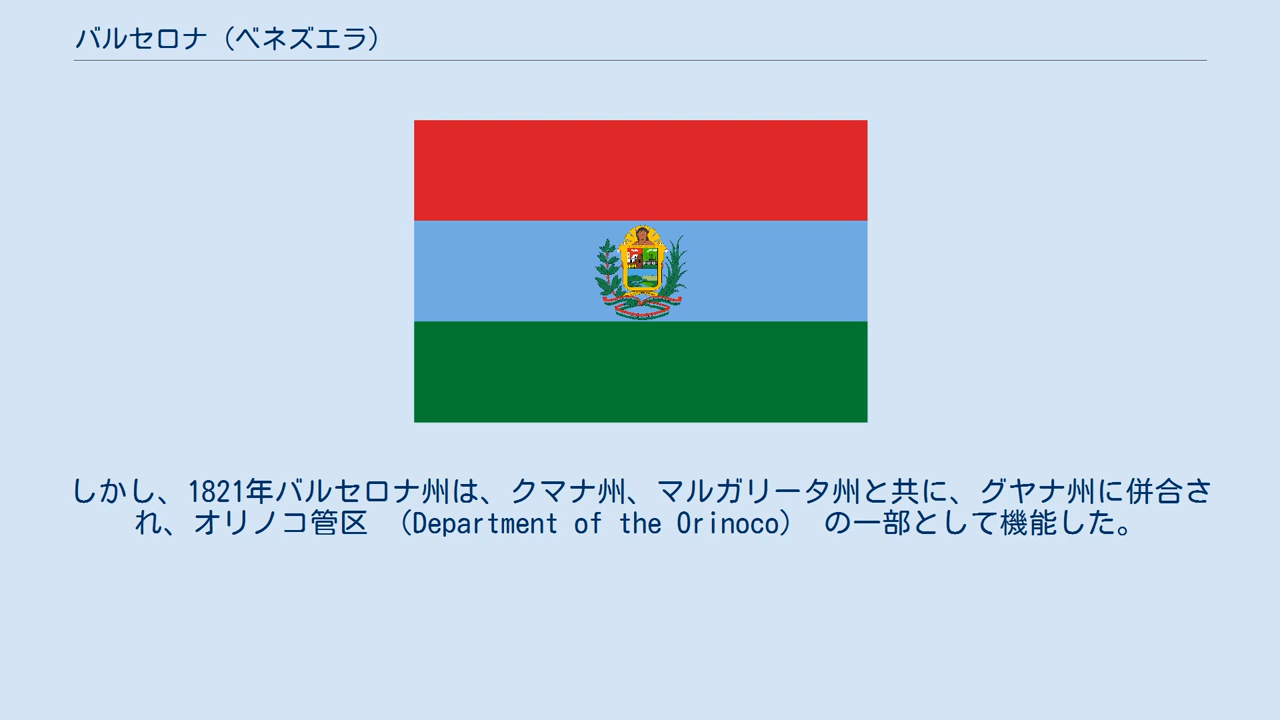 バルセロナ（ベネズエラ）
しかし、1821年バルセロナ州は、クマナ州、マルガリータ州と共に、グヤナ州に併合さ
れ、オリノコ管区 （Department of the Orinoco） の一部として機能した。